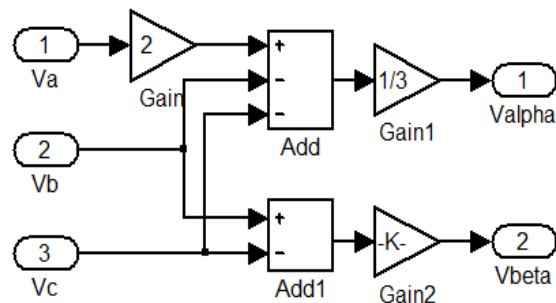 1
Va
2
Gain
+
−
−
Add
1/3
Gain1
1
Valpha
2
Vb
3
Vc
+
−
Add1
-K-
Gain2
2
Vbeta